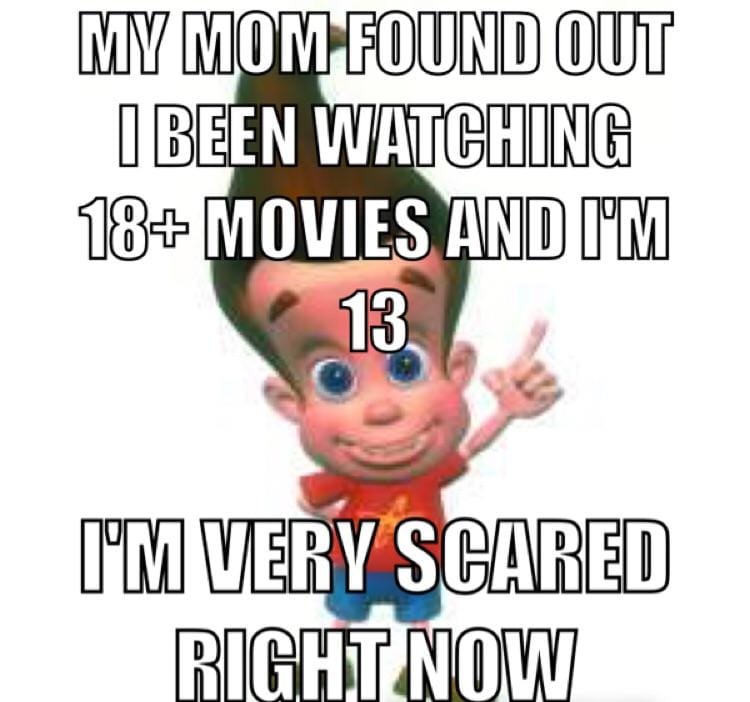 MY MOM FOUND OUT
I BEEN WATCHING
18+ MOVIES AND I'M
13
I'M VERY SCARED
RIGHT NOW